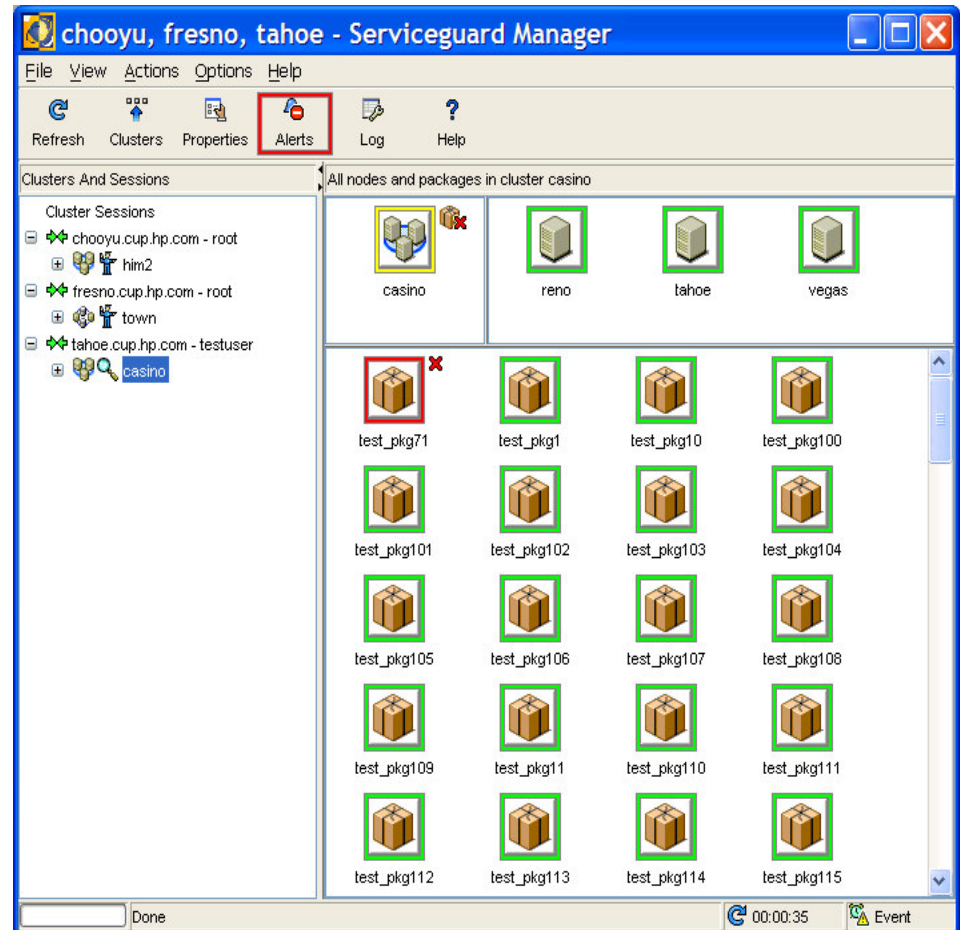 chooyu, fresno, tahoe - Serviceguard Manager
File View Actions Options Help
Refresh Clusters Properties Alerts Log Help
Clusters And Sessions
All nodes and packages in cluster casino
Cluster Sessions
chooyu.cup.hp.com - root
him2
fresno.cup.hp.com - root
town
tahoe.cup.hp.com - testuser
casino
casino reno tahoe vegas
test_pkg71 test_pkg1 test_pkg10 test_pkg100
test_pkg101 test_pkg102 test_pkg103 test_pkg104
test_pkg105 test_pkg106 test_pkg107 test_pkg108
test_pkg109 test_pkg11 test_pkg110 test_pkg111
test_pkg112 test_pkg113 test_pkg114 test_pkg115
Done 00:00:35 Event